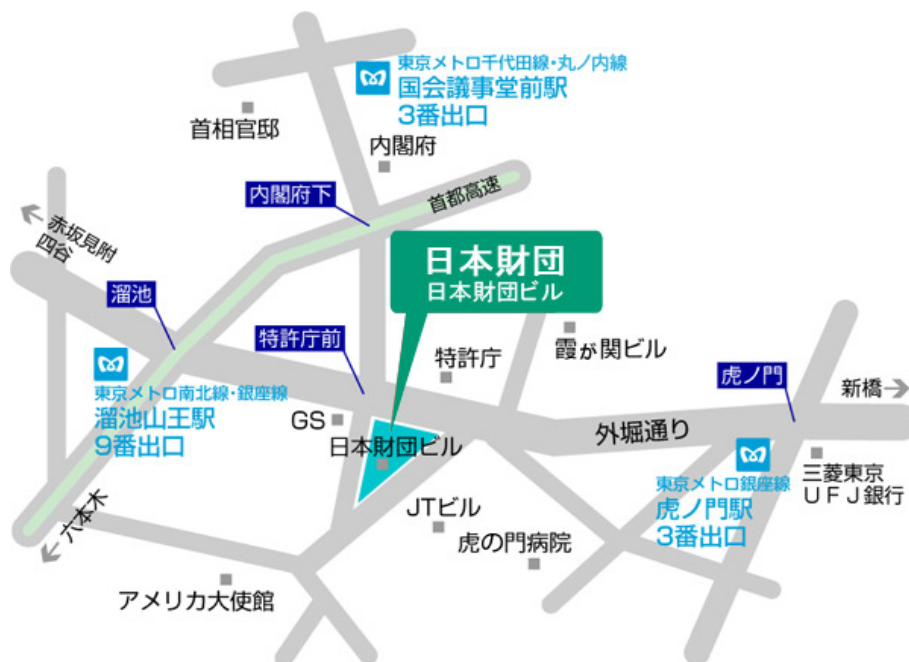 東京メトロ千代田線・丸ノ内線
国会議事堂前駅
3番出口
首相官邸
内閣府
内閣府下
首都高速
赤坂見附
四谷
日本財団
日本財団ビル
溜池
特許庁前
特許庁
霞が関ビル
虎ノ門
新橋
東京メトロ南北線・銀座線
溜池山王駅
9番出口
GS
外堀通り
日本財団ビル
三菱東京
UFJ銀行
東京メトロ銀座線
虎ノ門駅
3番出口
六本木
JTビル
虎の門病院
アメリカ大使館